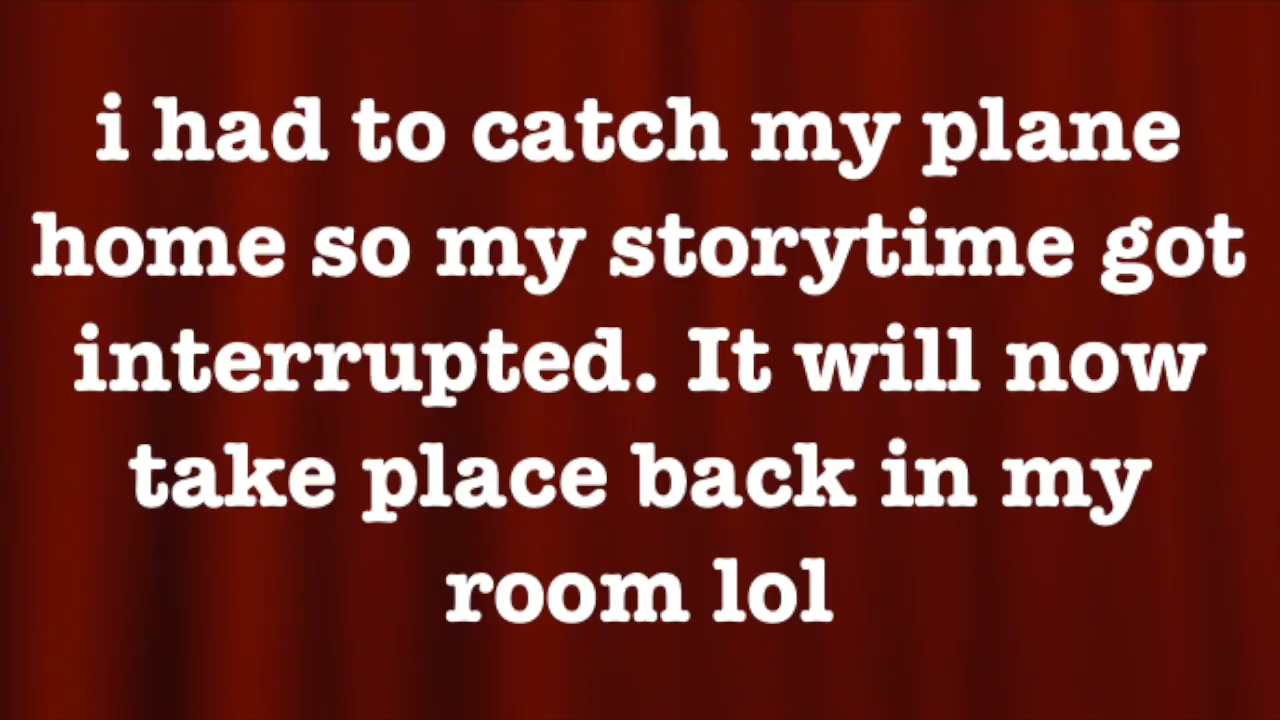 i had to catch my plane
home so my storytime got
interrupted. It will now
take place back in my
room lol